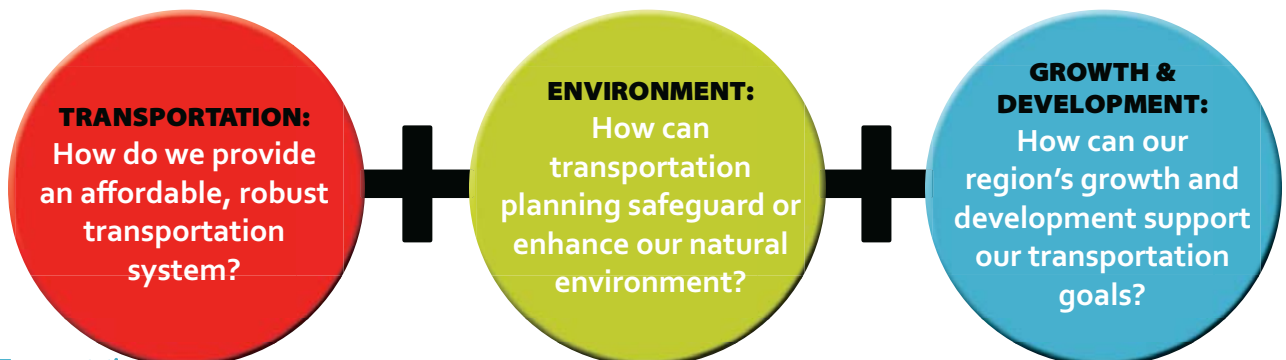 TRANSPORTATION:
How do we provide
an affordable, robust
transportation
system?
ENVIRONMENT:
How can
transportation
planning safeguard or
enhance our natural
environment?
GROWTH &
DEVELOPMENT:
How can our
region's growth and
development support
our transportation
goals?